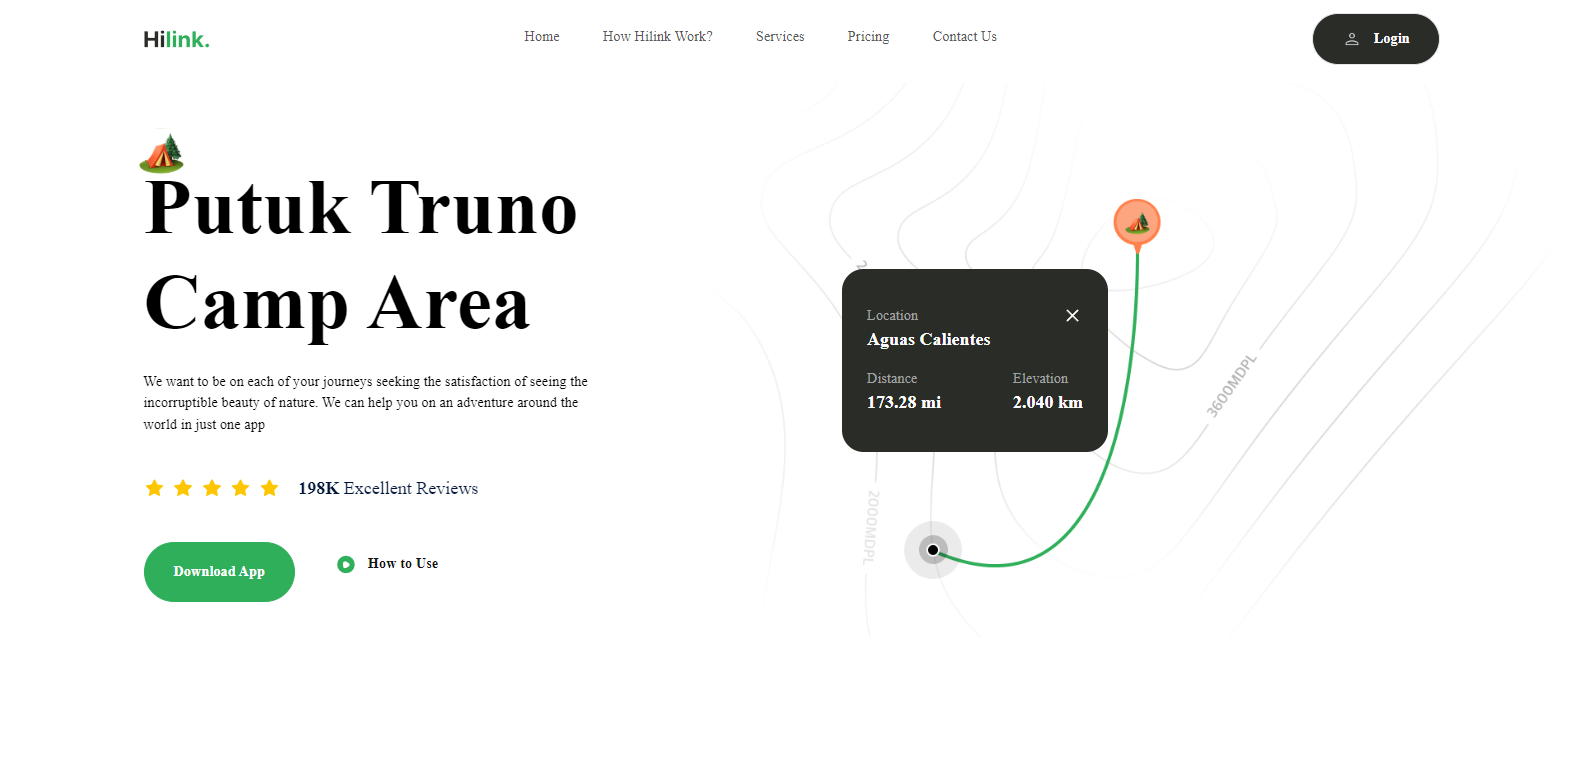 Hilink.
Home
How Hilink Work?
Services
Pricing
Contact Us
Login
Putuk Truno
Camp Area
We want to be on each of your journeys seeking the satisfaction of seeing the
incorruptible beauty of nature. We can help you on an adventure around the
world in just one app
198K Excellent Reviews
Download App
How to Use
Location
Aguas Calientes
Distance
Elevation
173.28 mi
2.040 km
3600MDPL
2000MDPL